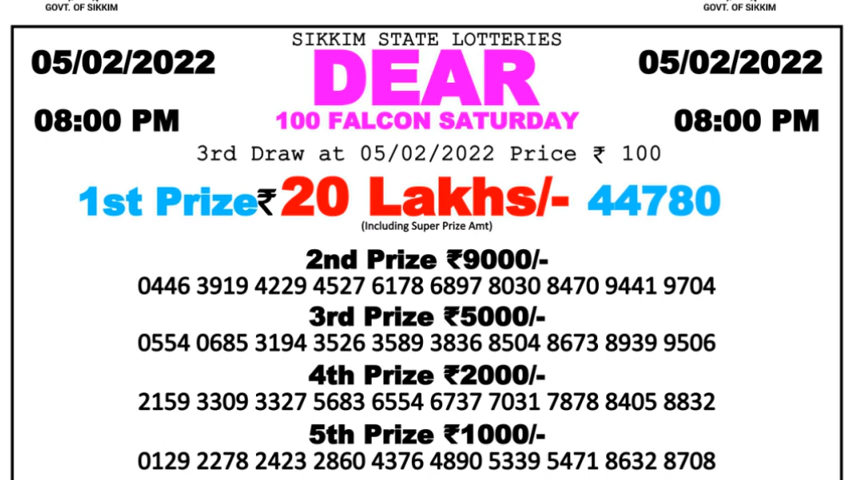 GOVT. OF SIKKIM GOVT. OF SIKKIM
SIKKIM STATE LOTTERIES
05/02/2022 DEAR 05/02/2022
08:00 PM 100 FALCON SATURDAY 08:00 PM
3rd Draw at 05/02/2022 Price ₹ 100
1st Prize₹20 Lakhs/- 44780
(Including Super Prize Amt)
2nd Prize ₹9000/-
0446 3919 4229 4527 6178 6897 8030 8470 9441 9704
3rd Prize ₹5000/-
0554 0685 3194 3526 3589 3836 8504 8673 8939 9506
4th Prize ₹2000/-
2159 3309 3327 5683 6554 6737 7031 7878 8405 8832
5th Prize ₹1000/-
0129 2278 2423 2860 4376 4890 5339 5471 8632 8708